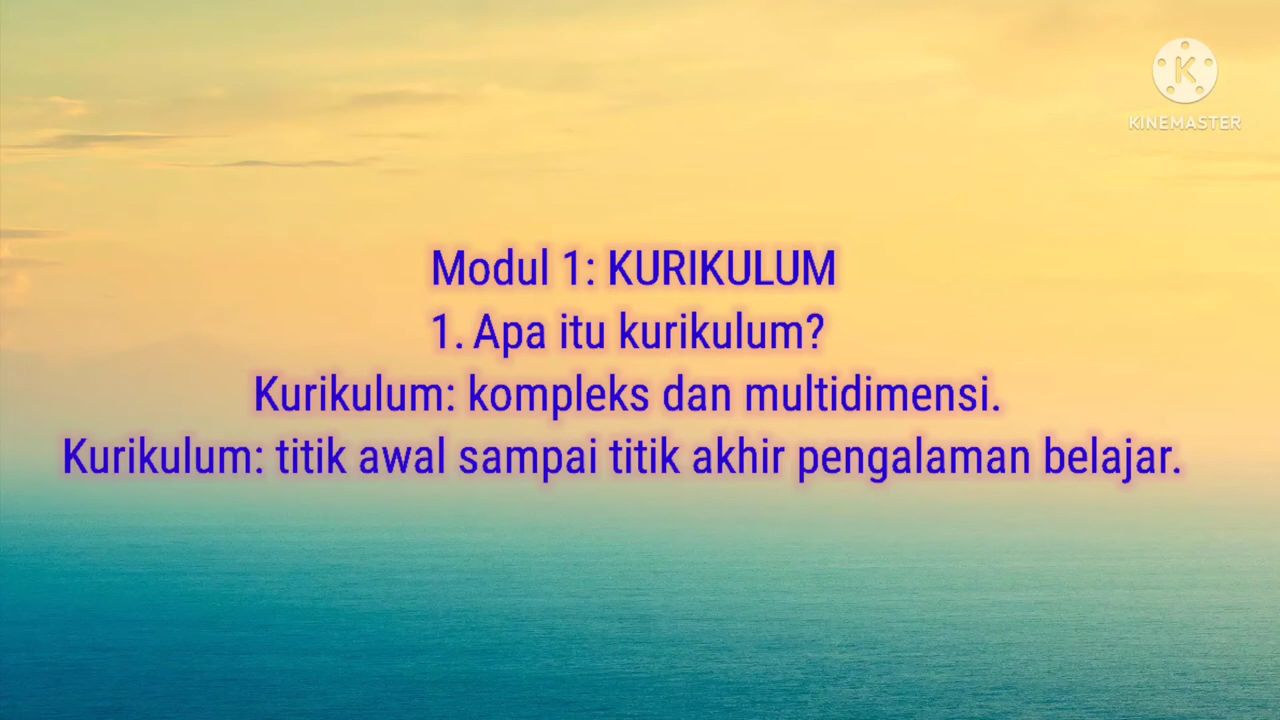 KINEMASTER
Modul 1: KURIKULUM
1. Apa itu kurikulum?
Kurikulum: kompleks dan multidimensi.
Kurikulum: titik awal sampai titik akhir pengalaman belajar.